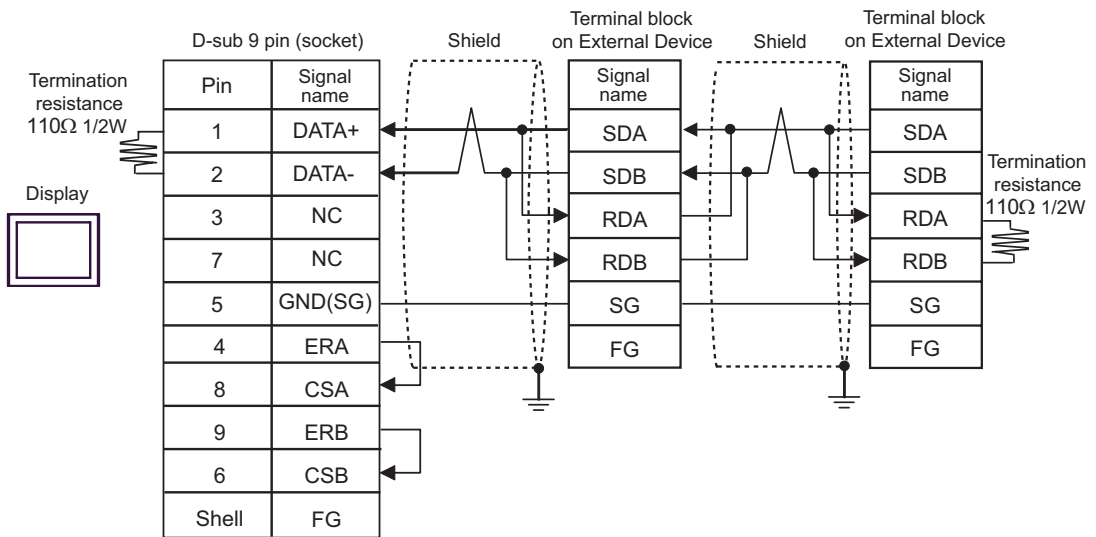 D-sub 9 pin (socket)
Shield
Terminal block
on External Device
Shield
Terminal block
on External Device
Termination
resistance
110Ω 1/2W
Display
Pin
Signal
name
1
DATA+
2
DATA-
3
NC
7
NC
5
GND(SG)
4
ERA
8
CSA
9
ERB
6
CSB
Shell
FG
Signal
name
SDA
SDB
RDA
RDB
SG
FG
Signal
name
SDA
SDB
RDA
RDB
SG
FG
Termination
resistance
110Ω 1/2W